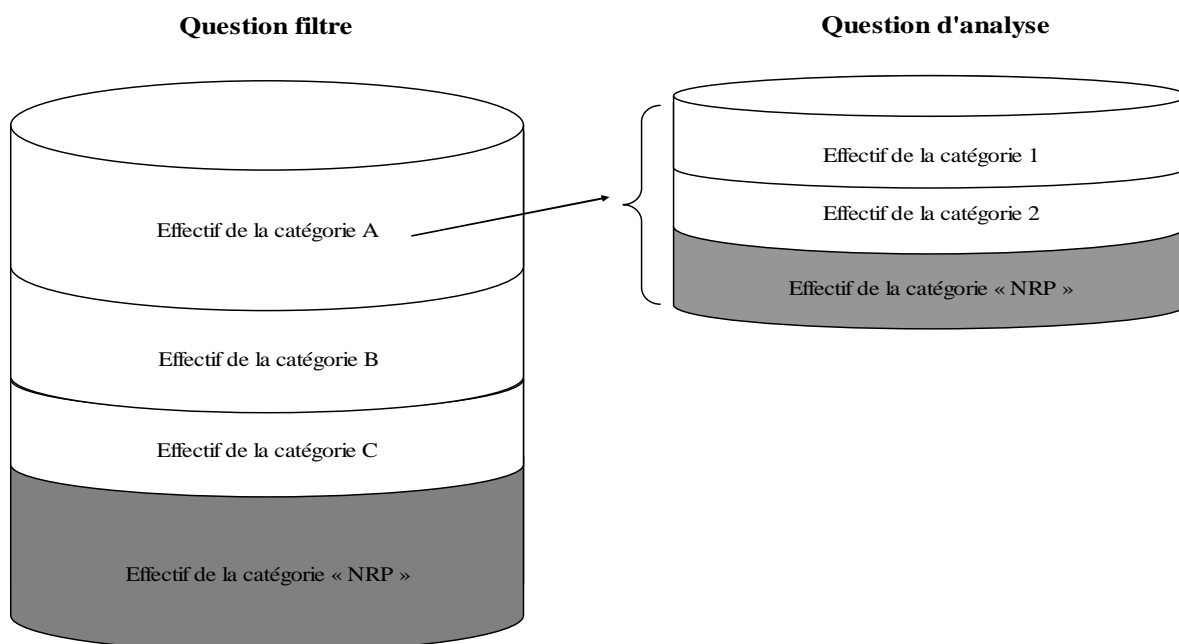 Question filtre
Effectif de la catégorie A
Effectif de la catégorie B
Effectif de la catégorie C
Effectif de la catégorie « NRP »
Question d'analyse
Effectif de la catégorie 1
Effectif de la catégorie 2
Effectif de la catégorie « NRP »